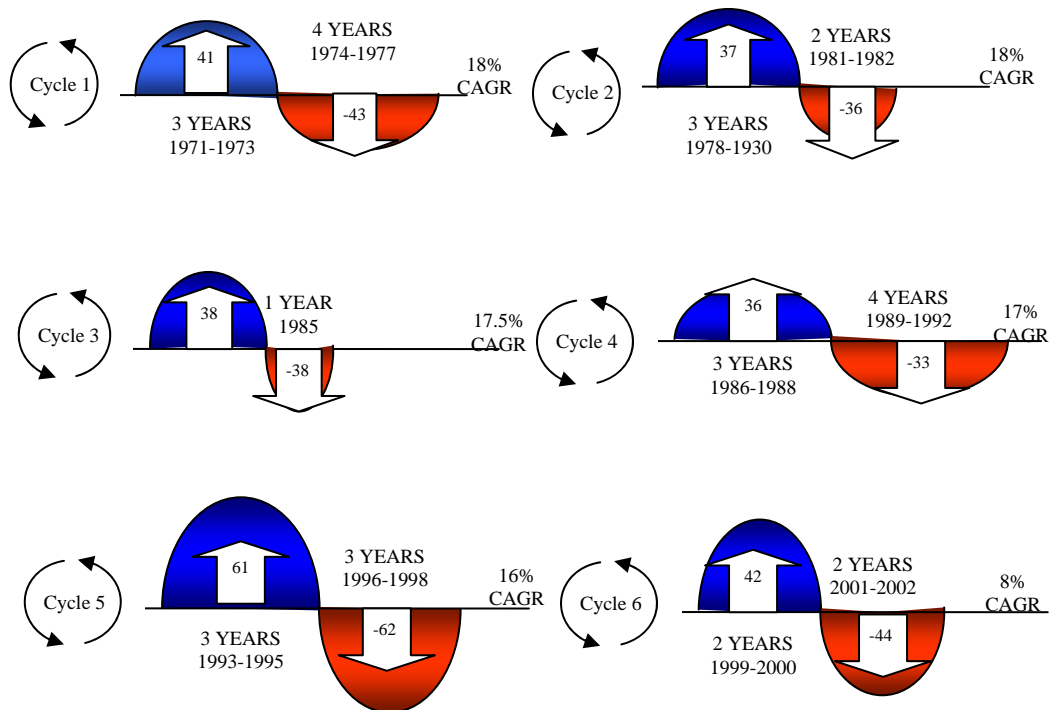 Cycle 1
41
4 YEARS
1974-1977
18%
CAGR
3 YEARS
1971-1973
-43
Cycle 2
37
2 YEARS
1981-1982
18%
CAGR
3 YEARS
1978-1930
-36
Cycle 3
38
1 YEAR
1985
17.5%
CAGR
-38
Cycle 4
36
4 YEARS
1989-1992
17%
CAGR
3 YEARS
1986-1988
-33
Cycle 5
61
3 YEARS
1996-1998
16%
CAGR
3 YEARS
1993-1995
-62
Cycle 6
42
2 YEARS
2001-2002
8%
CAGR
2 YEARS
1999-2000
-44